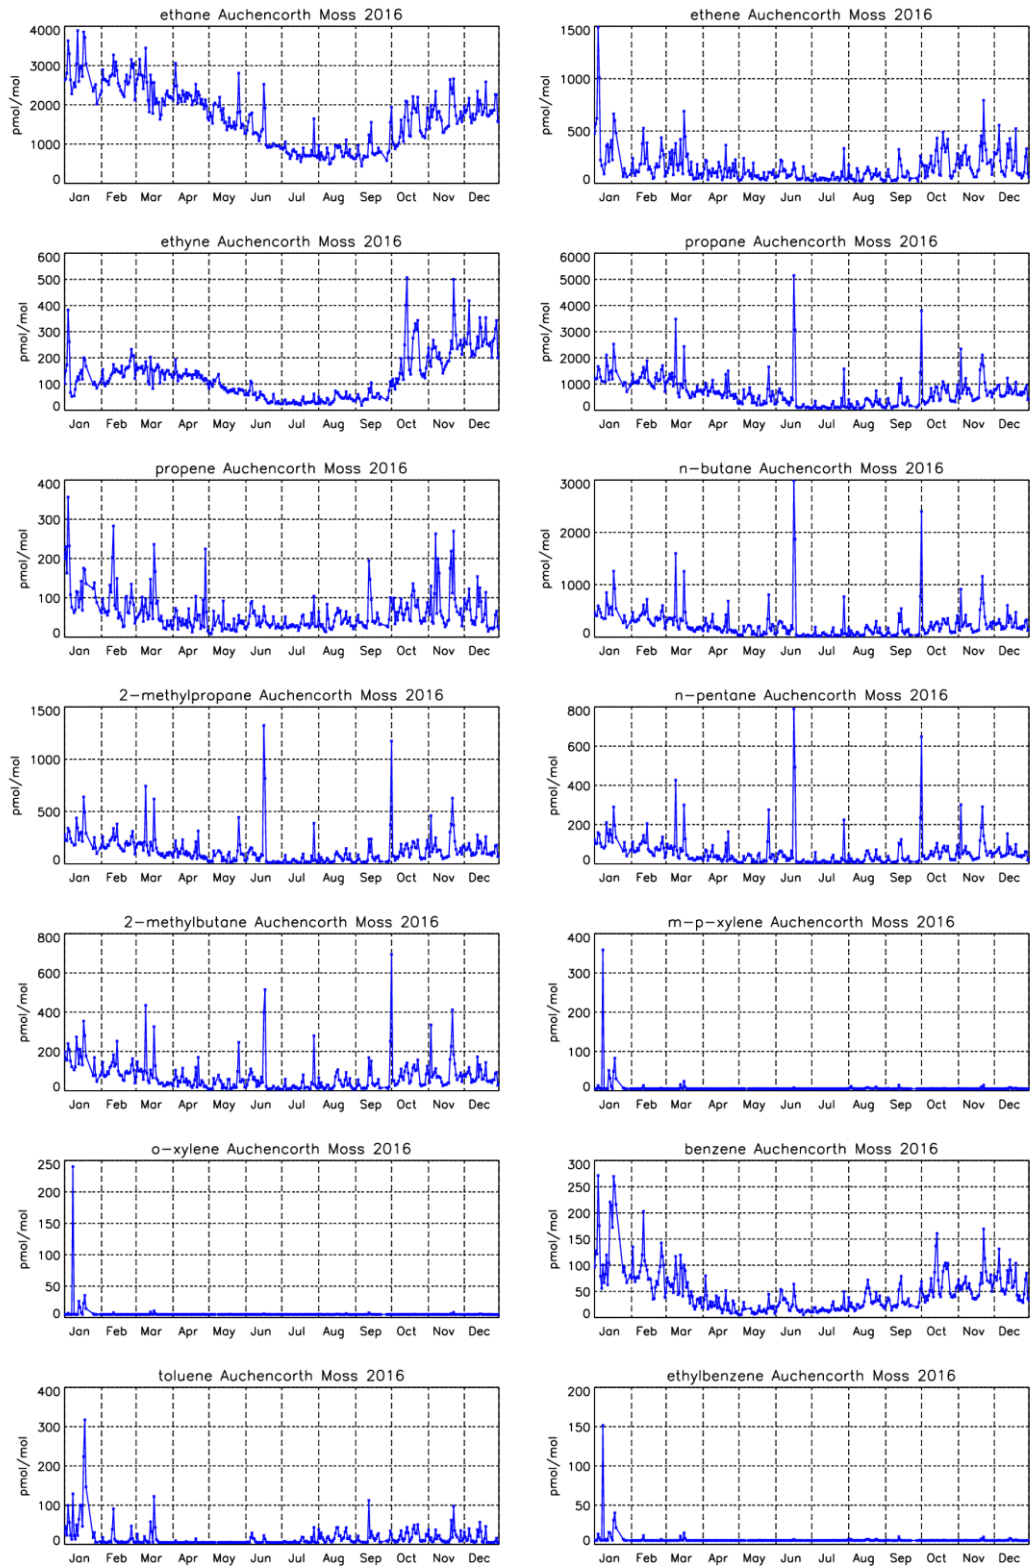 ethane Auchencorth Moss 2016
pmol/mol
4000
3000
2000
1000
0
Jan Feb Mar Apr May Jun Jul Aug Sep Oct Nov Dec
ethene Auchencorth Moss 2016
pmol/mol
1500
1000
500
0
Jan Feb Mar Apr May Jun Jul Aug Sep Oct Nov Dec
ethyne Auchencorth Moss 2016
pmol/mol
600
500
400
300
200
100
0
Jan Feb Mar Apr May Jun Jul Aug Sep Oct Nov Dec
propane Auchencorth Moss 2016
pmol/mol
6000
5000
4000
3000
2000
1000
0
Jan Feb Mar Apr May Jun Jul Aug Sep Oct Nov Dec
propene Auchencorth Moss 2016
pmol/mol
400
300
200
100
0
Jan Feb Mar Apr May Jun Jul Aug Sep Oct Nov Dec
n-butane Auchencorth Moss 2016
pmol/mol
3000
2000
1000
0
Jan Feb Mar Apr May Jun Jul Aug Sep Oct Nov Dec
2-methylpropane Auchencorth Moss 2016
pmol/mol
1500
1000
500
0
Jan Feb Mar Apr May Jun Jul Aug Sep Oct Nov Dec
n-pentane Auchencorth Moss 2016
pmol/mol
800
600
400
200
0
Jan Feb Mar Apr May Jun Jul Aug Sep Oct Nov Dec
2-methylbutane Auchencorth Moss 2016
pmol/mol
800
600
400
200
0
Jan Feb Mar Apr May Jun Jul Aug Sep Oct Nov Dec
m-p-xylene Auchencorth Moss 2016
pmol/mol
400
300
200
100
0
Jan Feb Mar Apr May Jun Jul Aug Sep Oct Nov Dec
o-xylene Auchencorth Moss 2016
pmol/mol
250
200
150
100
50
0
Jan Feb Mar Apr May Jun Jul Aug Sep Oct Nov Dec
benzene Auchencorth Moss 2016
pmol/mol
300
250
200
150
100
50
0
Jan Feb Mar Apr May Jun Jul Aug Sep Oct Nov Dec
toluene Auchencorth Moss 2016
pmol/mol
400
300
200
100
0
Jan Feb Mar Apr May Jun Jul Aug Sep Oct Nov Dec
ethylbenzene Auchencorth Moss 2016
pmol/mol
200
150
100
50
0
Jan Feb Mar Apr May Jun Jul Aug Sep Oct Nov Dec